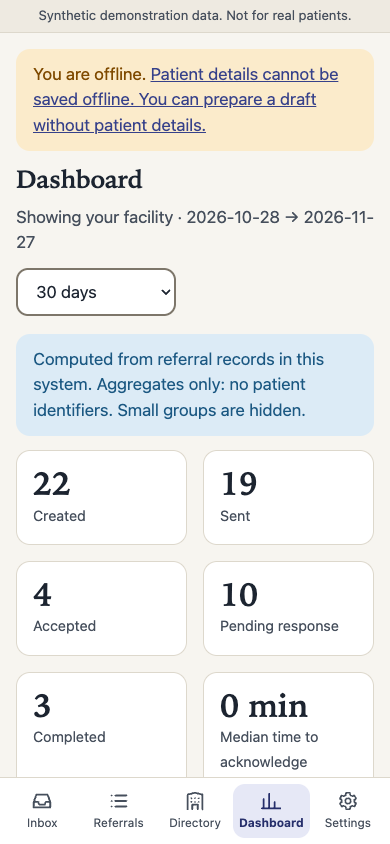 Synthetic demonstration data. Not for real patients.
You are offline. Patient details cannot be
saved offline. You can prepare a draft
without patient details.
Dashboard
Showing your facility · 2026-10-28 → 2026-11-
27
30 days
Computed from referral records in this
system. Aggregates only: no patient
identifiers. Small groups are hidden.
22
Created
19
Sent
4
Accepted
10
Pending response
3
Completed
0 min
Median time to
acknowledge
Inbox
Referrals
Directory
Dashboard
Settings